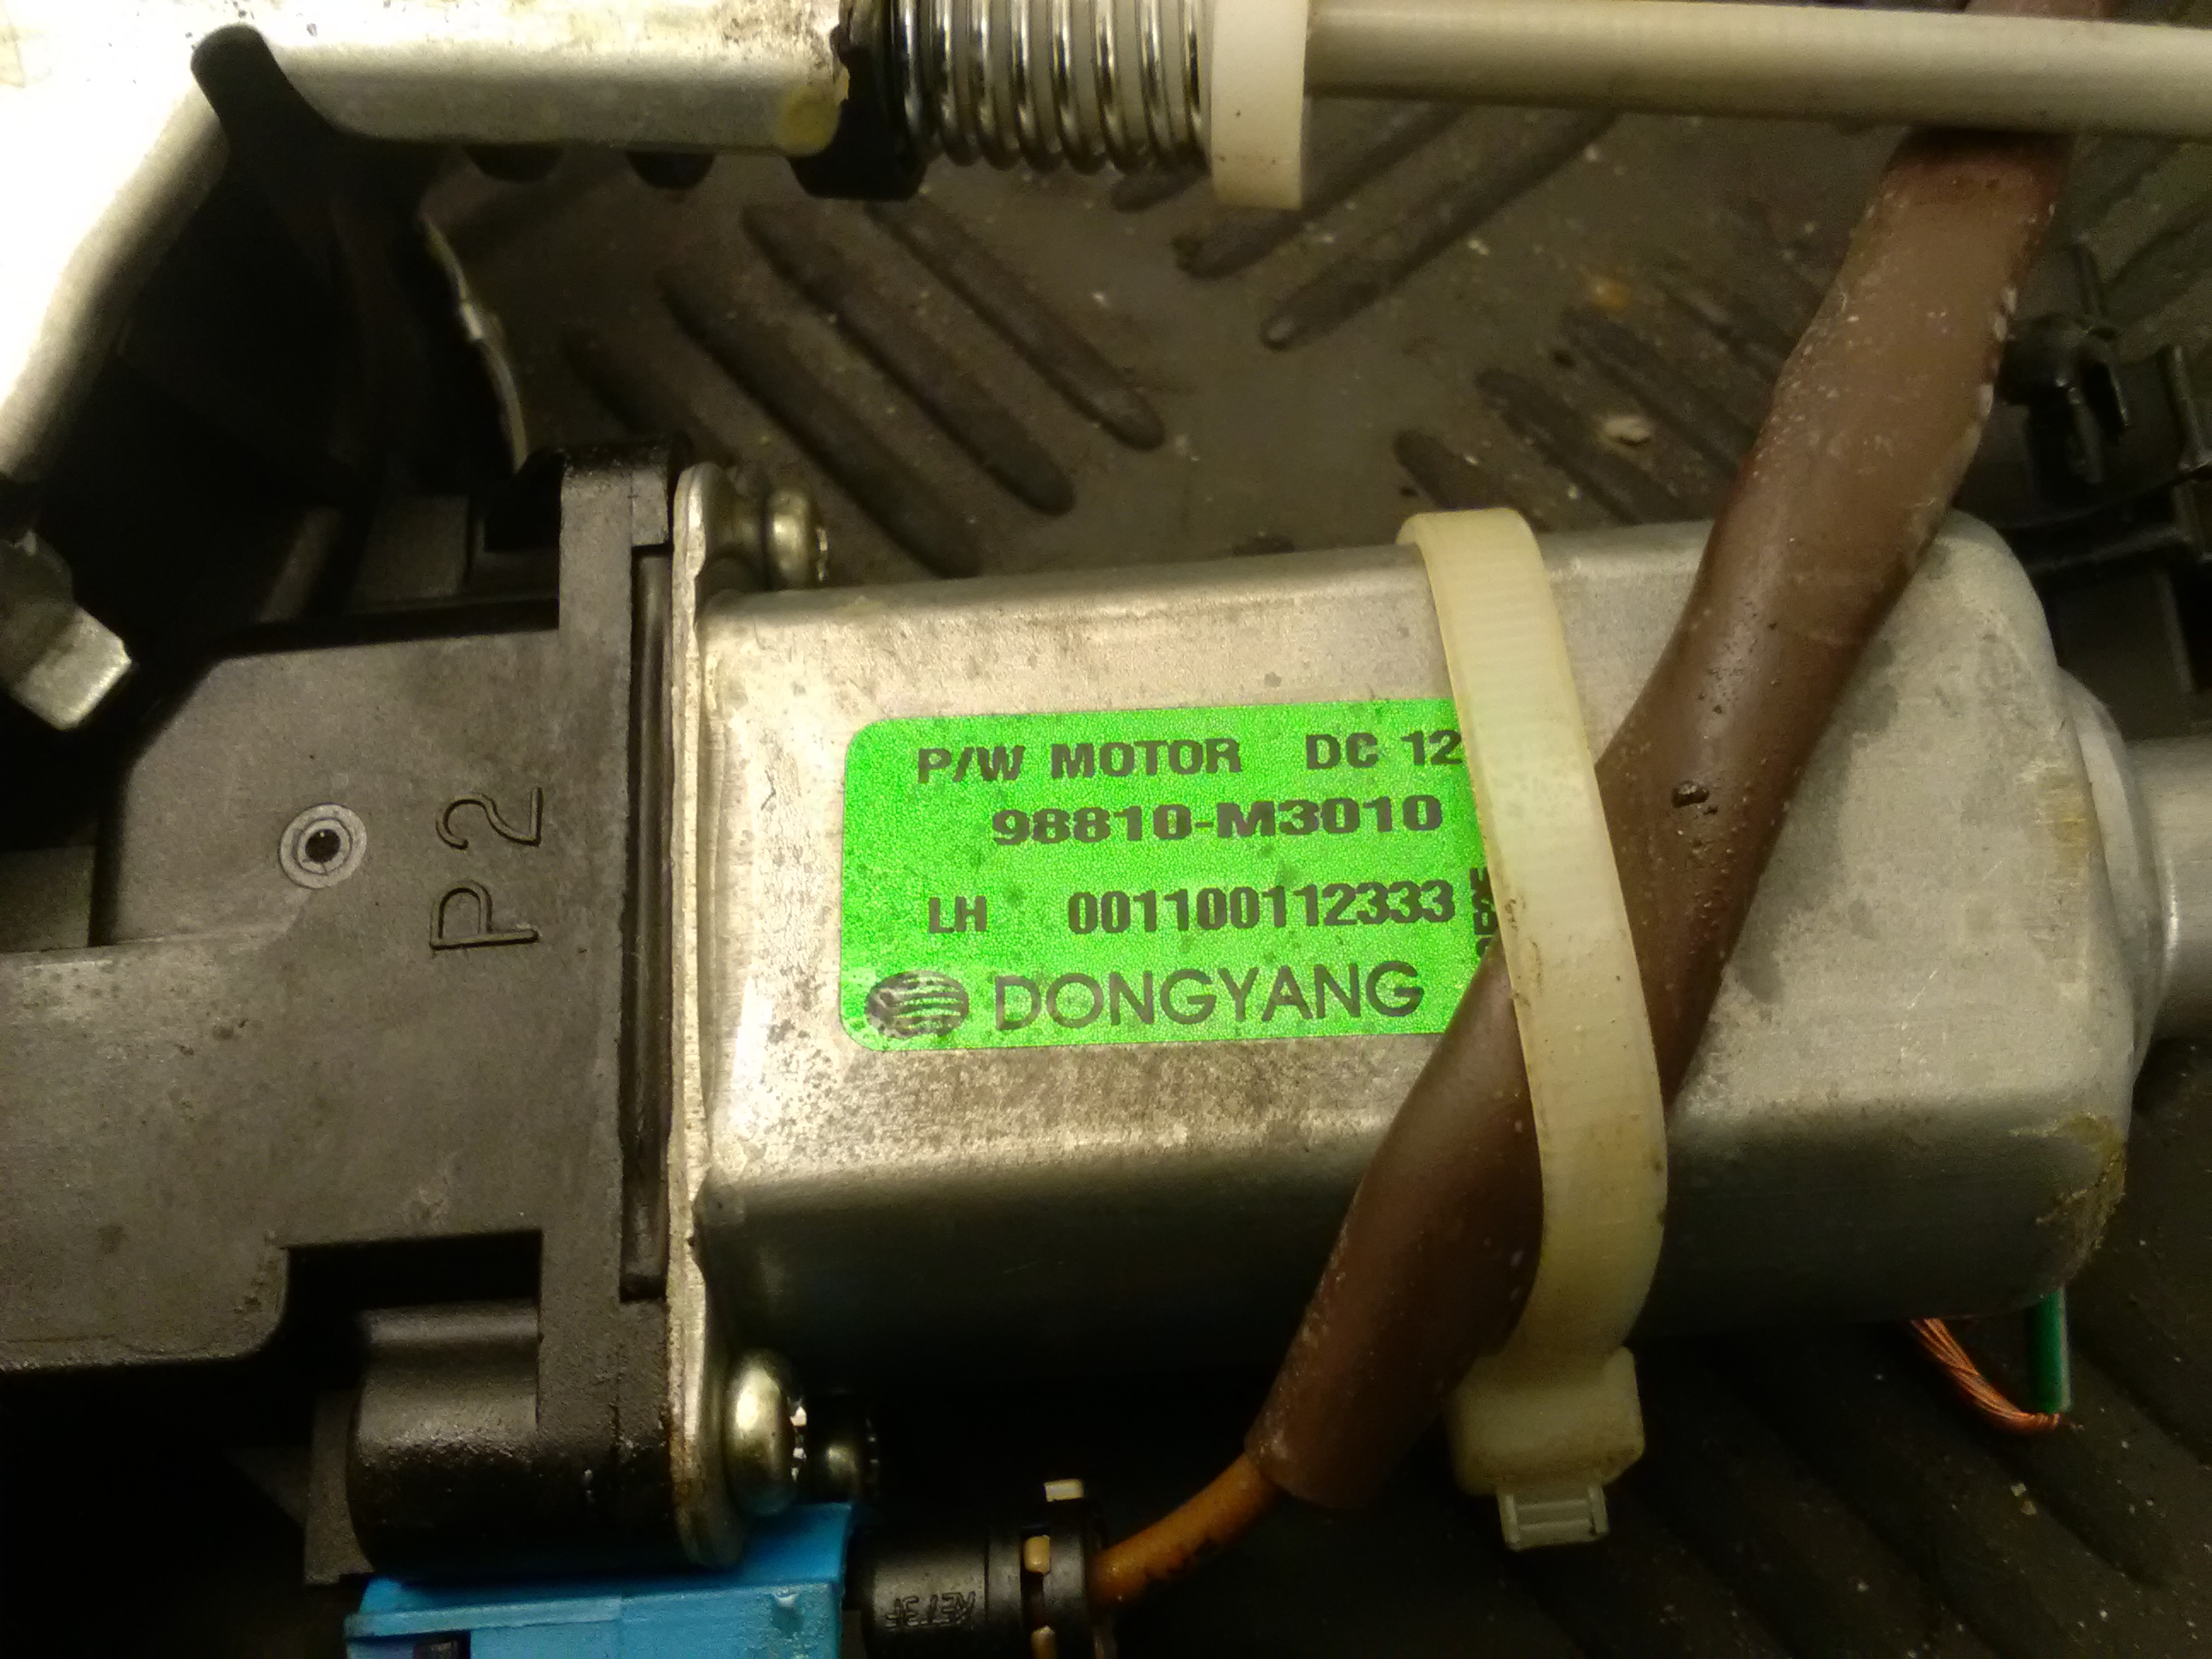 P/W MOTOR DC 12
98810-M3010
LH 001100112333
DONGYANG
P2